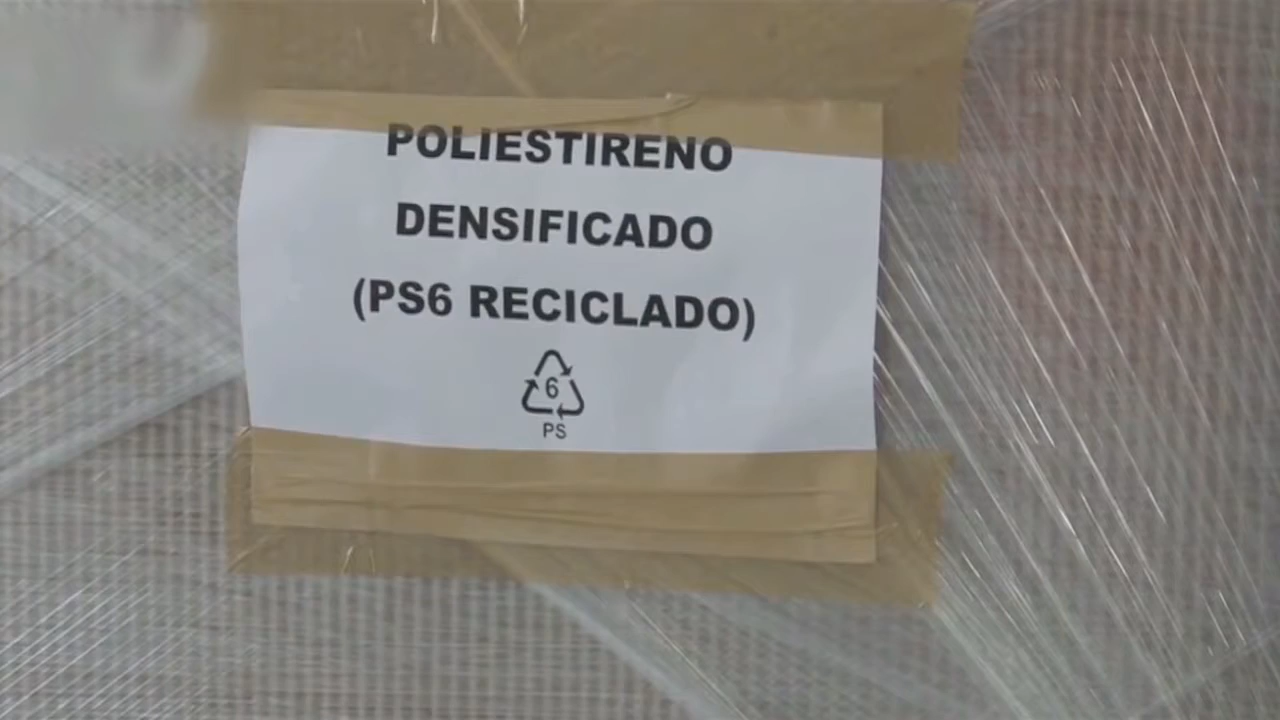 POLIESTIRENO
DENSIFICADO
(PS6 RECICLADO)
6
PS